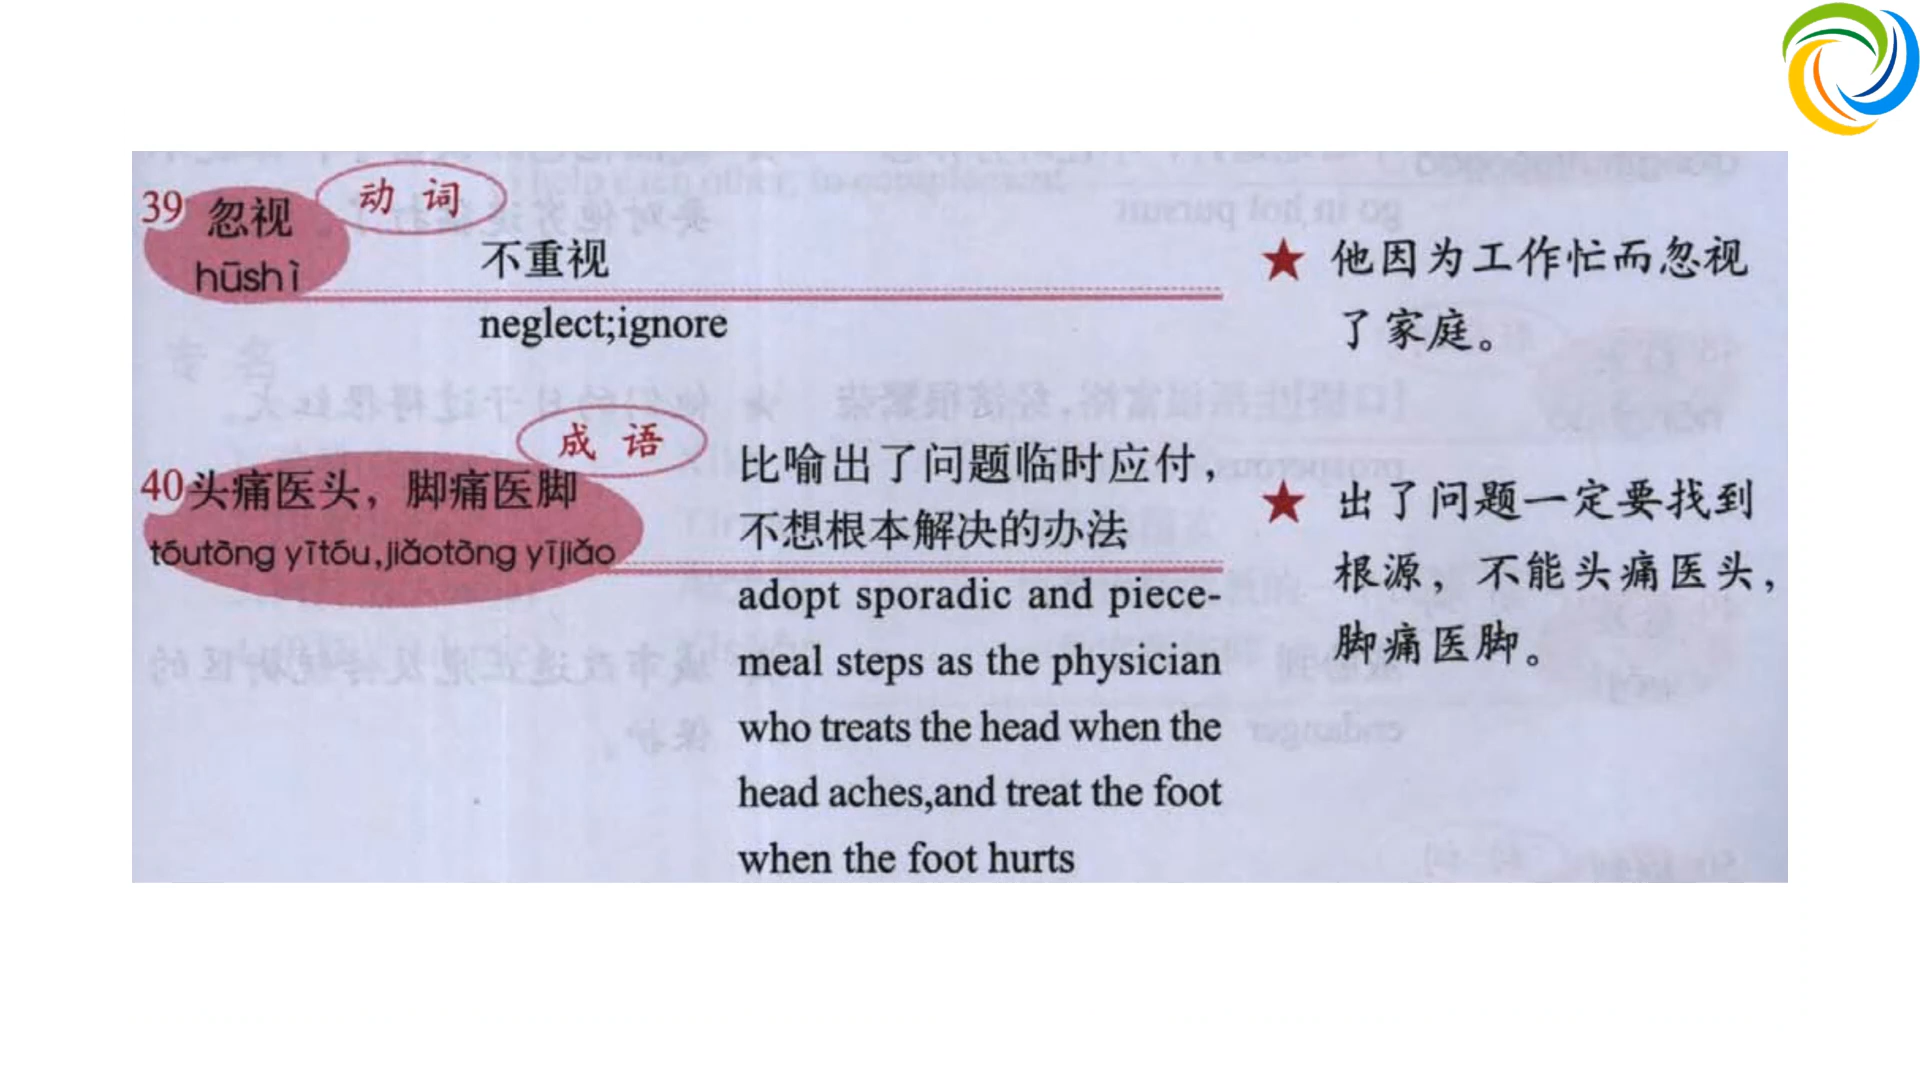 39 忽视
hūshì
动词
不重视
neglect;ignore
★ 他因为工作忙而忽视
了家庭。
40 头痛医头，脚痛医脚
tóutòng yītóu,jiǎotòng yījiǎo
成语
比喻出了问题临时应付，
不想根本解决的办法
adopt sporadic and piece-
meal steps as the physician
who treats the head when the
head aches,and treat the foot
when the foot hurts
★ 出了问题一定要找到
根源，不能头痛医头，
脚痛医脚。